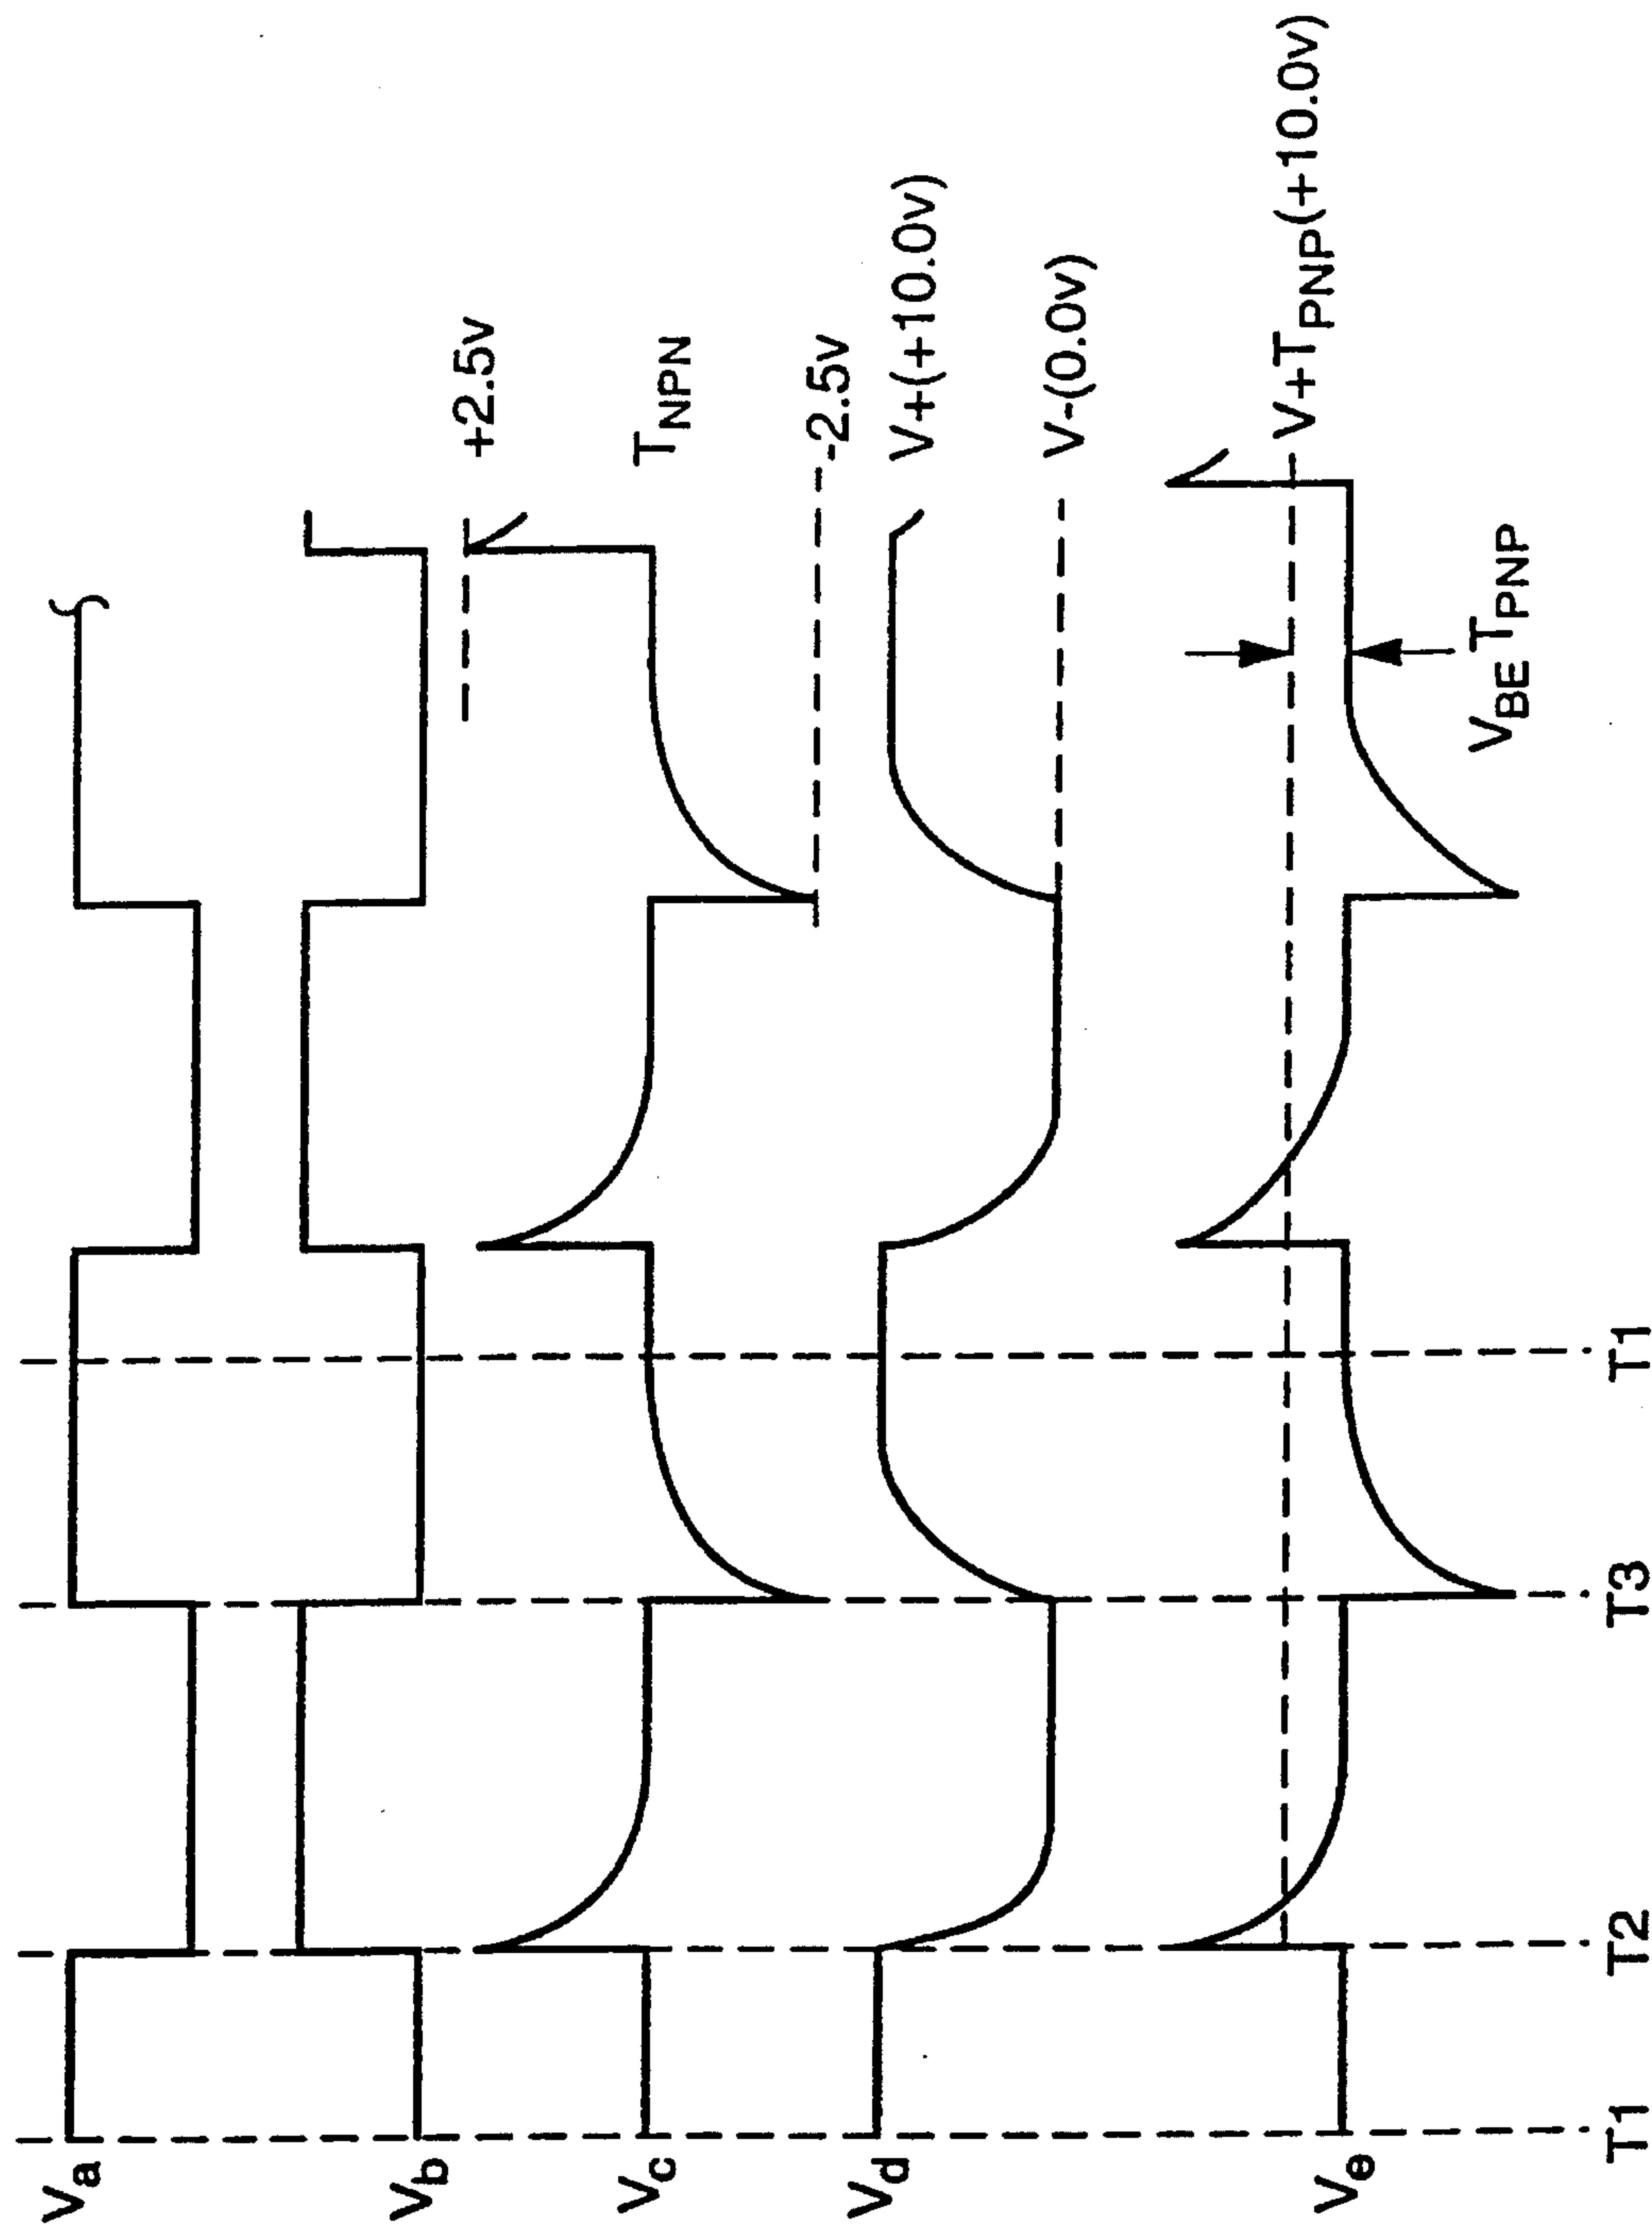 Va
Vb
Vc
Vd
Ve
+2.5v
TNPN
-2.5v
V+(+10.0v)
V-(0.0v)
V+TPNP(+10.0v)
VBE TPNP
T1
T2
T3
T1